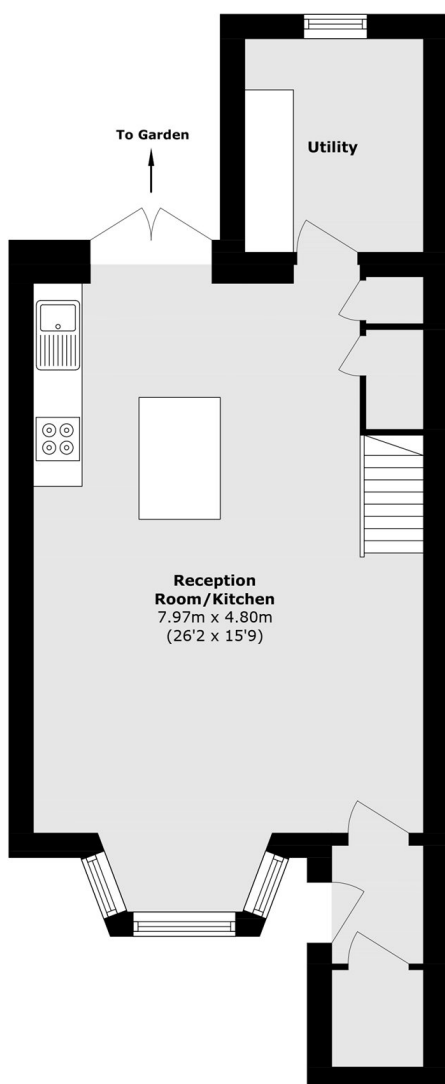 To Garden
Utility
Reception
Room/Kitchen
7.97m x 4.80m
(26'2 x 15'9)